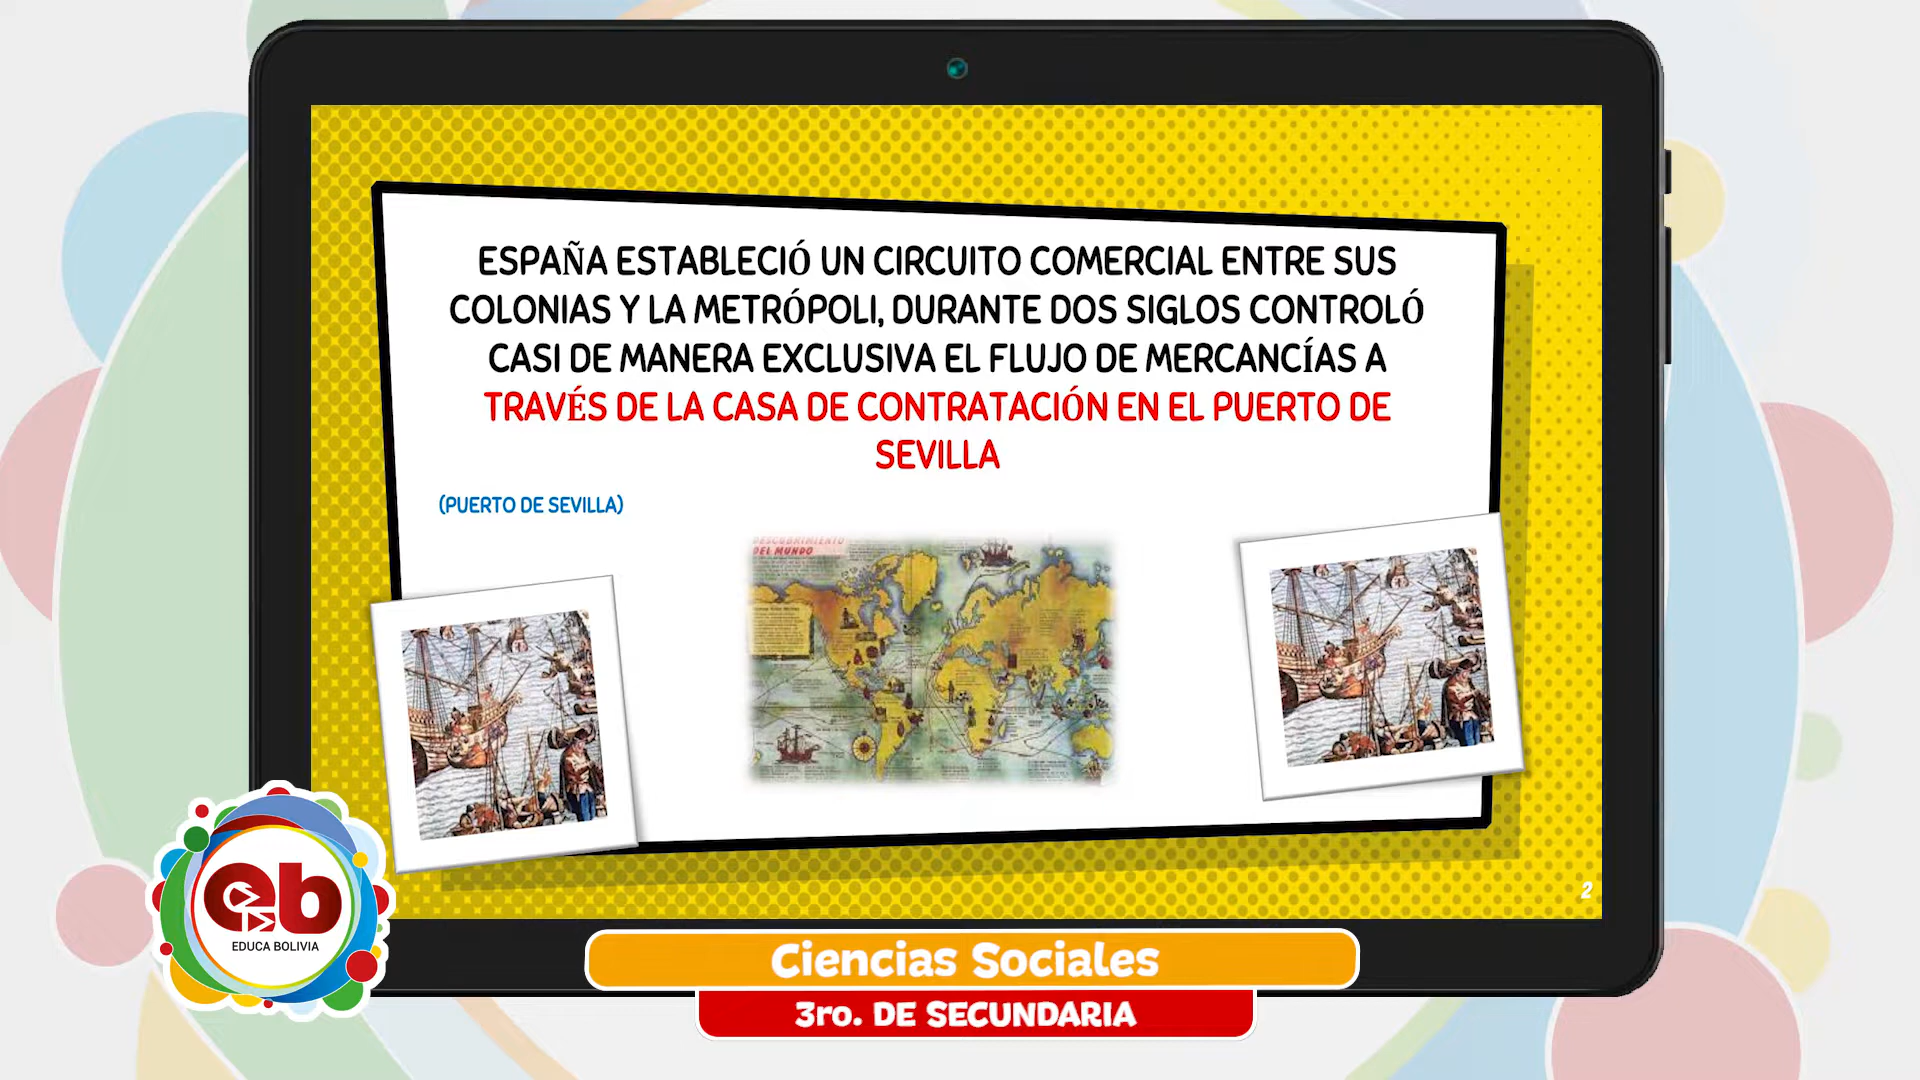 ESPAÑA ESTABLECIÓ UN CIRCUITO COMERCIAL ENTRE SUS
COLONIAS Y LA METRÓPOLI, DURANTE DOS SIGLOS CONTROLÓ
CASI DE MANERA EXCLUSIVA EL FLUJO DE MERCANCÍAS A
TRAVÉS DE LA CASA DE CONTRATACIÓN EN EL PUERTO DE
SEVILLA
(PUERTO DE SEVILLA)
DESCUBRIMIENTO
DEL MUNDO
2
eb
EDUCA BOLIVIA
Ciencias Sociales
3ro. DE SECUNDARIA